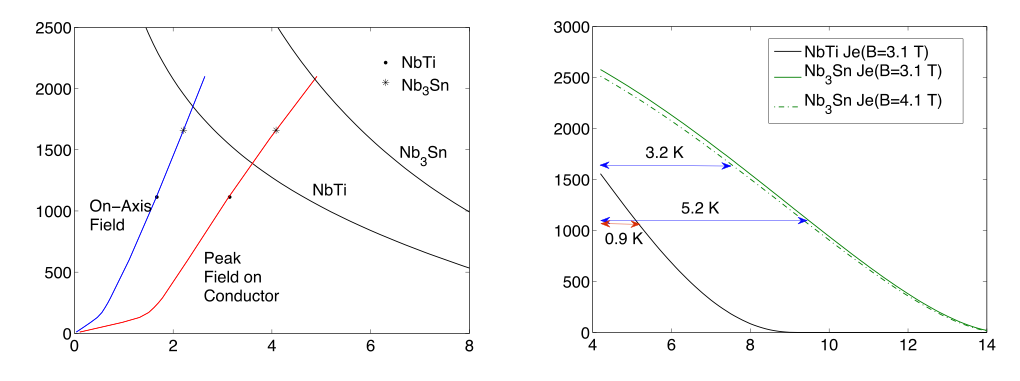 2500
2000
1500
1000
500
0
0
2
4
6
8
NbTi
Nb3Sn
Nb3Sn
NbTi
On−Axis
Field
Peak
Field on
Conductor
3000
2500
2000
1500
1000
500
0
4
6
8
10
12
14
NbTi Je(B=3.1 T)
Nb3Sn Je(B=3.1 T)
Nb3Sn Je(B=4.1 T)
3.2 K
5.2 K
0.9 K